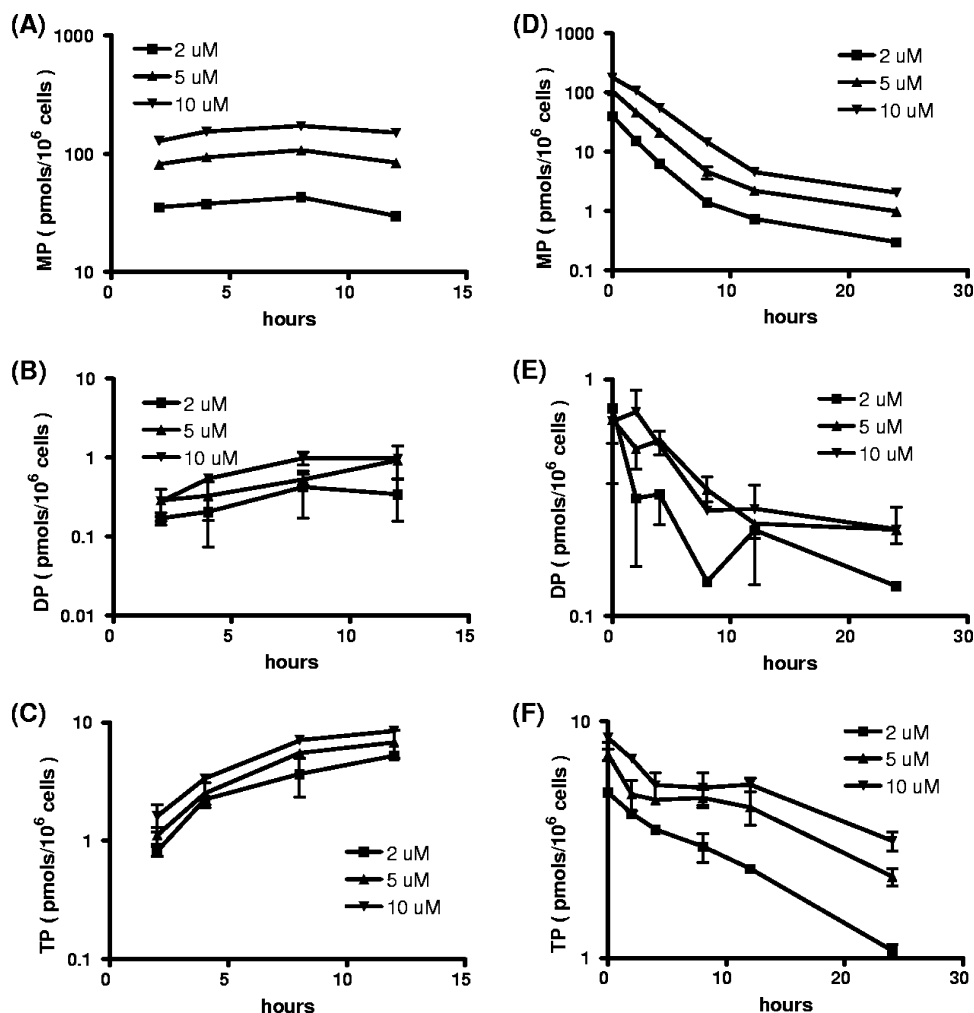 (A)
MP ( pmols/10⁶ cells )
1000
100
10
2 uM
5 uM
10 uM
0 5 10 15
hours
(D)
MP ( pmols/10⁶ cells )
1000
100
10
1
0.1
2 uM
5 uM
10 uM
0 10 20 30
hours
(B)
DP ( pmols/10⁶ cells )
10
1
0.1
0.01
2 uM
5 uM
10 uM
0 5 10 15
hours
(E)
DP ( pmols/10⁶ cells )
1
0.1
2 uM
5 uM
10 uM
0 10 20 30
hours
(C)
TP ( pmols/10⁶ cells )
10
1
0.1
2 uM
5 uM
10 uM
0 5 10 15
hours
(F)
TP ( pmols/10⁶ cells )
10
1
2 uM
5 uM
10 uM
0 10 20 30
hours